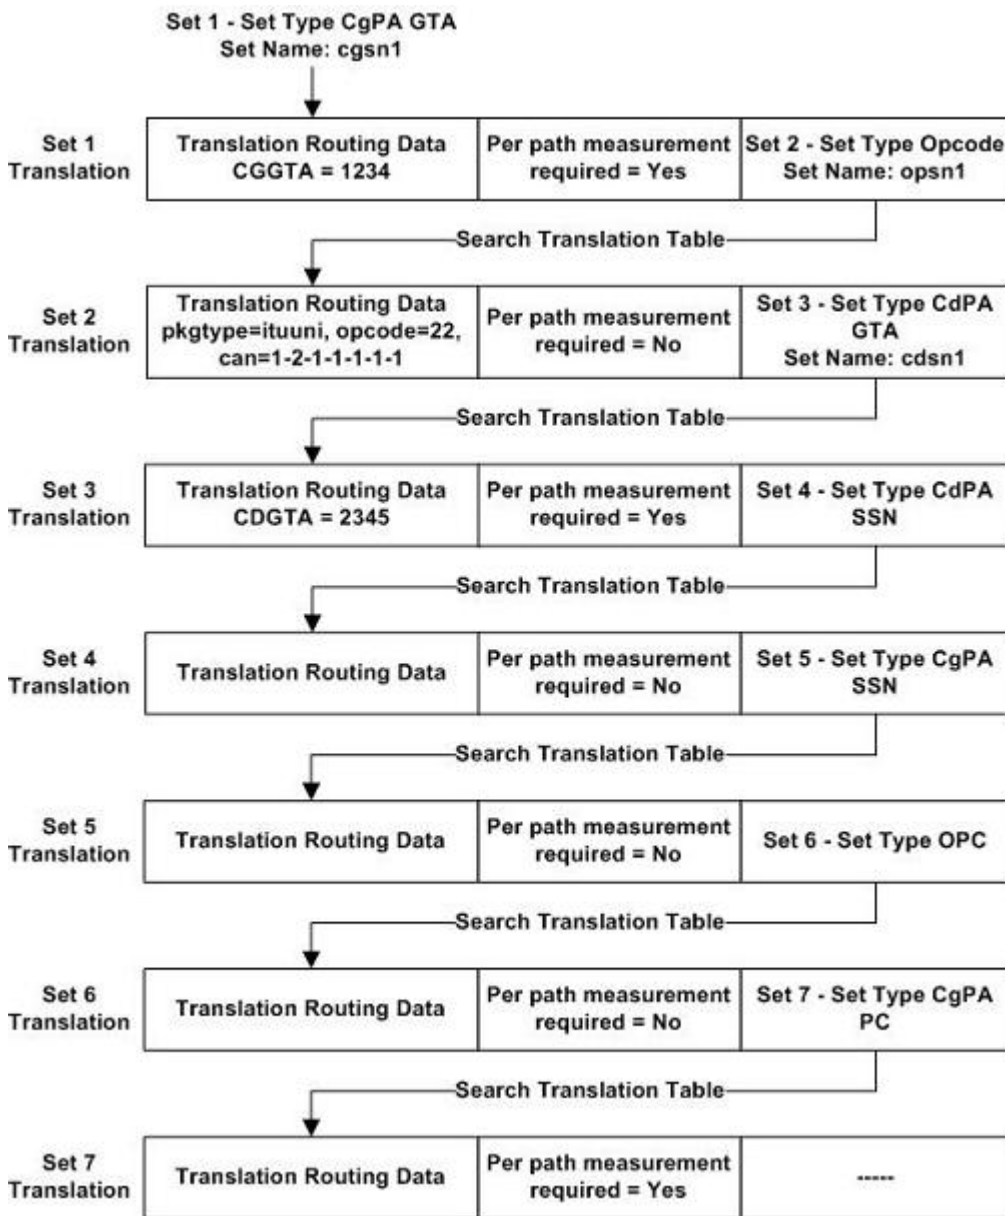 Set 1 - Set Type CgPA GTA
Set Name: cgsn1
Set 1
Translation
Translation Routing Data
CGGTA = 1234
Per path measurement
required = Yes
Set 2 - Set Type Opcode
Set Name: opsn1
Search Translation Table
Set 2
Translation
Translation Routing Data
pkgtype=ituuni, opcode=22,
can=1-2-1-1-1-1-1
Per path measurement
required = No
Set 3 - Set Type CdPA
GTA
Set Name: cdsn1
Search Translation Table
Set 3
Translation
Translation Routing Data
CDGTA = 2345
Per path measurement
required = Yes
Set 4 - Set Type CdPA
SSN
Search Translation Table
Set 4
Translation
Translation Routing Data
Per path measurement
required = No
Set 5 - Set Type CgPA
SSN
Search Translation Table
Set 5
Translation
Translation Routing Data
Per path measurement
required = No
Set 6 - Set Type OPC
Search Translation Table
Set 6
Translation
Translation Routing Data
Per path measurement
required = No
Set 7 - Set Type CgPA
PC
Search Translation Table
Set 7
Translation
Translation Routing Data
Per path measurement
required = Yes
-----